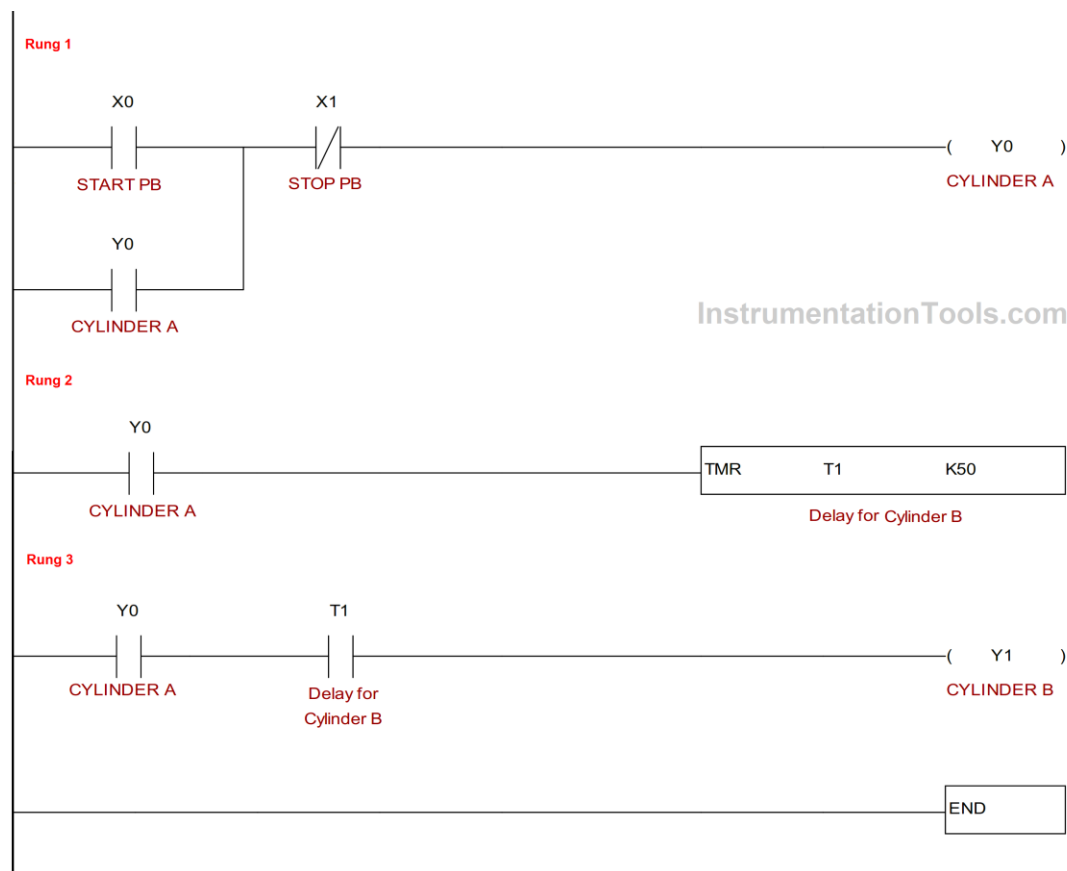 Rung 1
X0 X1
( Y0 )
START PB STOP PB CYLINDER A
Y0
CYLINDER A
InstrumentationTools.com
Rung 2
Y0
TMR T1 K50
CYLINDER A
Delay for Cylinder B
Rung 3
Y0 T1
( Y1 )
CYLINDER A Delay for CYLINDER B
Cylinder B
END